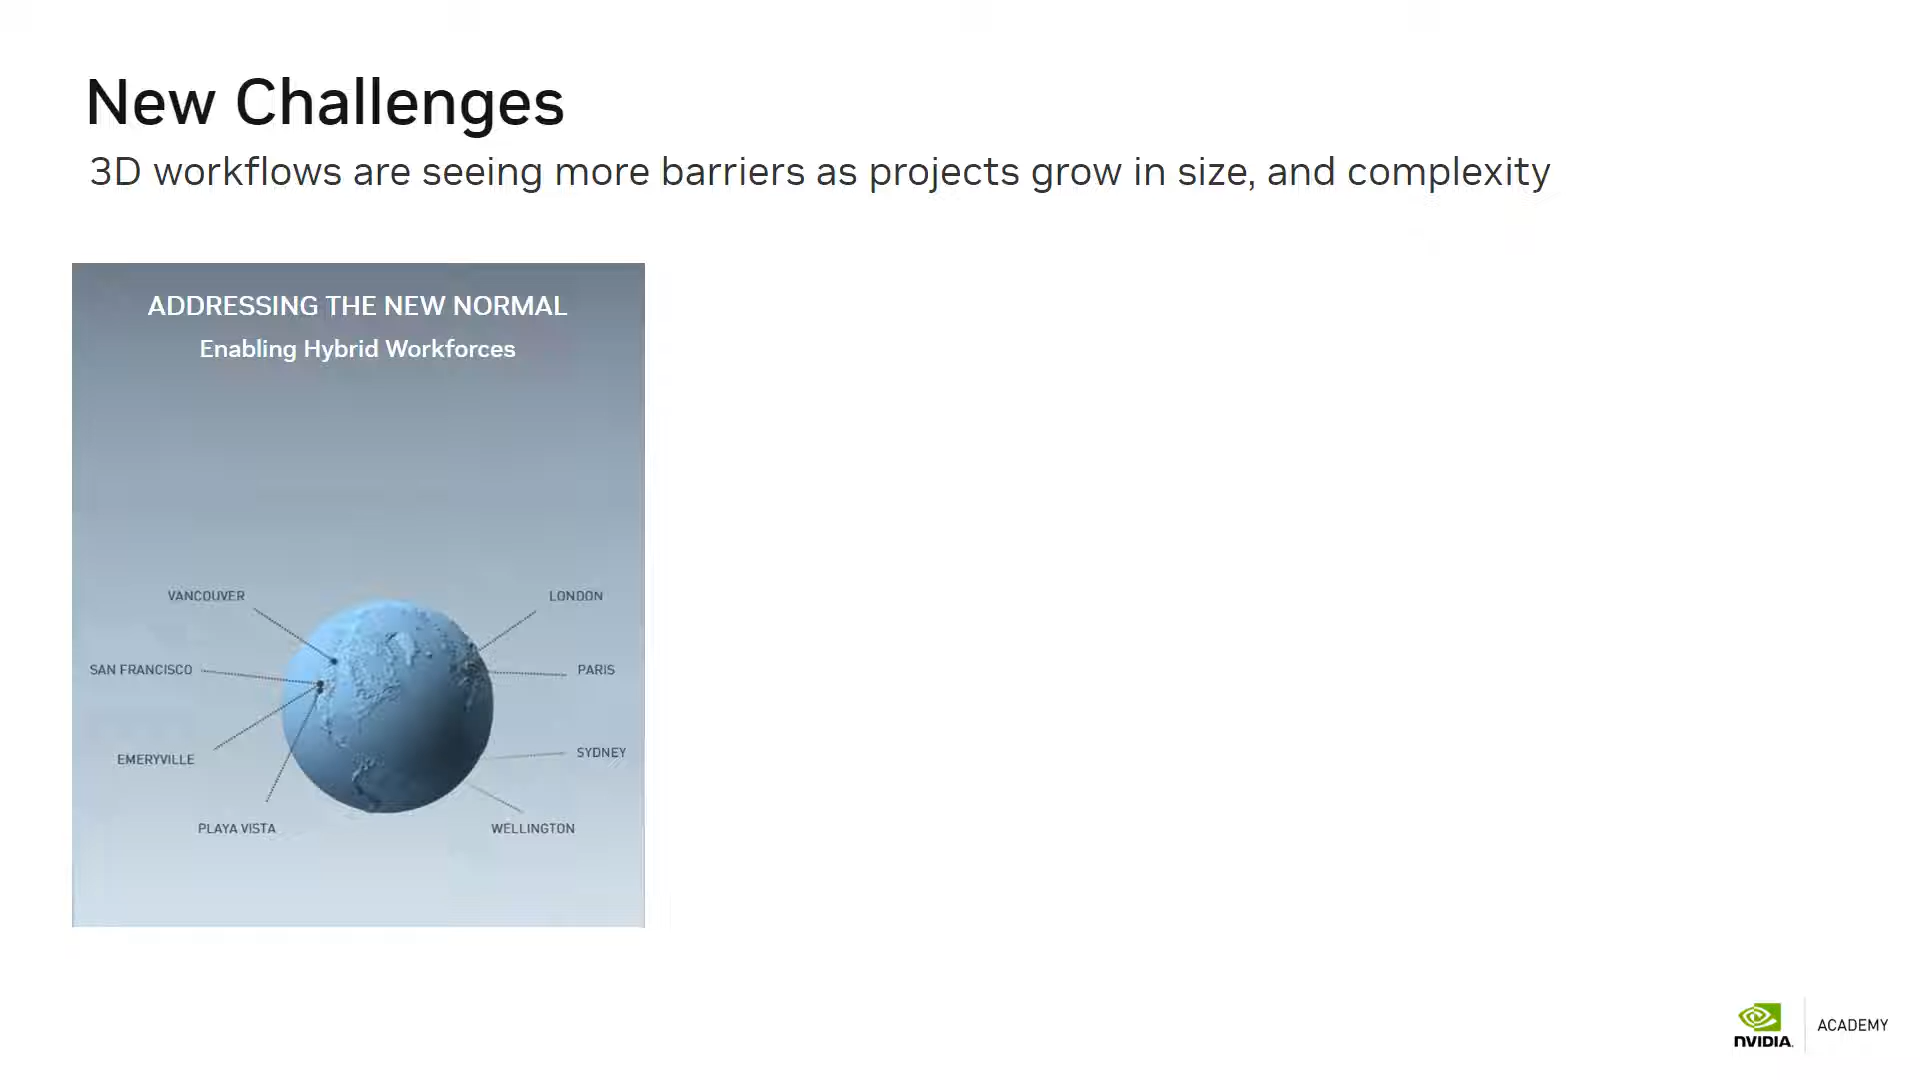 New Challenges
3D workflows are seeing more barriers as projects grow in size, and complexity
ADDRESSING THE NEW NORMAL
Enabling Hybrid Workforces
VANCOUVER
LONDON
SAN FRANCISCO
PARIS
EMERYVILLE
SYDNEY
PLAYA VISTA
WELLINGTON
NVIDIA.
ACADEMY